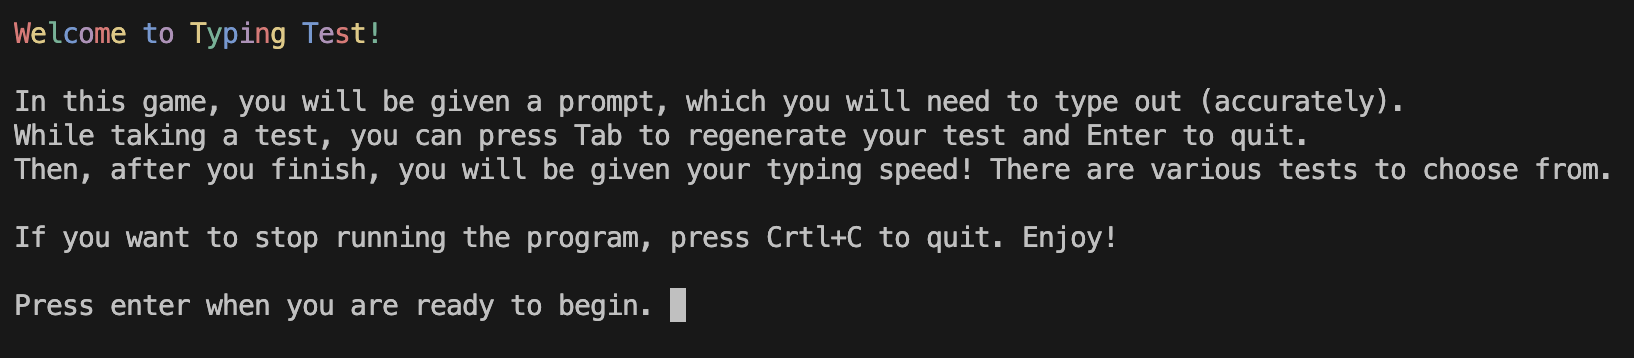 Welcome to Typing Test!
In this game, you will be given a prompt, which you will need to type out (accurately).
While taking a test, you can press Tab to regenerate your test and Enter to quit.
Then, after you finish, you will be given your typing speed! There are various tests to choose from.
If you want to stop running the program, press Crtl+C to quit. Enjoy!
Press enter when you are ready to begin.